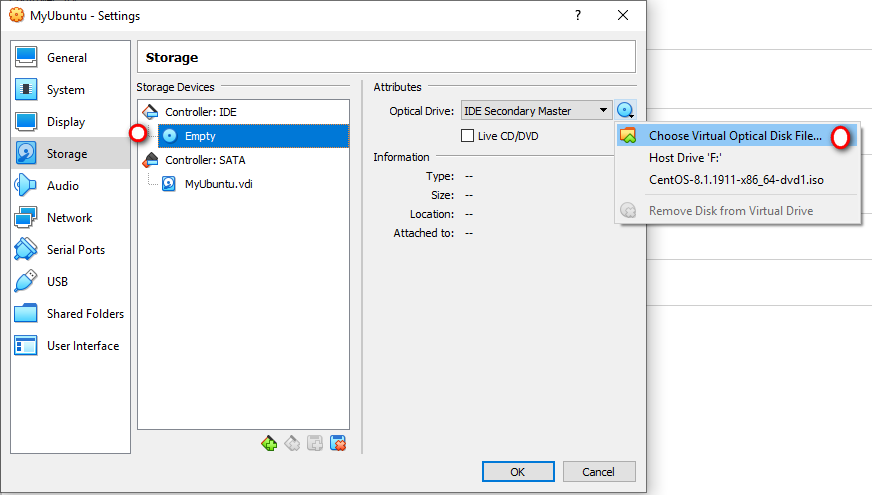 MyUbuntu - Settings
General
System
Display
Storage
Audio
Network
Serial Ports
USB
Shared Folders
User Interface
Storage
Storage Devices
Controller: IDE
Empty
Controller: SATA
MyUbuntu.vdi
Attributes
Optical Drive: IDE Secondary Master
Live CD/DVD
Information
Type: --
Size: --
Location: --
Attached to: --
Choose Virtual Optical Disk File...
Host Drive 'F:'
CentOS-8.1.1911-x86_64-dvd1.iso
Remove Disk from Virtual Drive
OK
Cancel